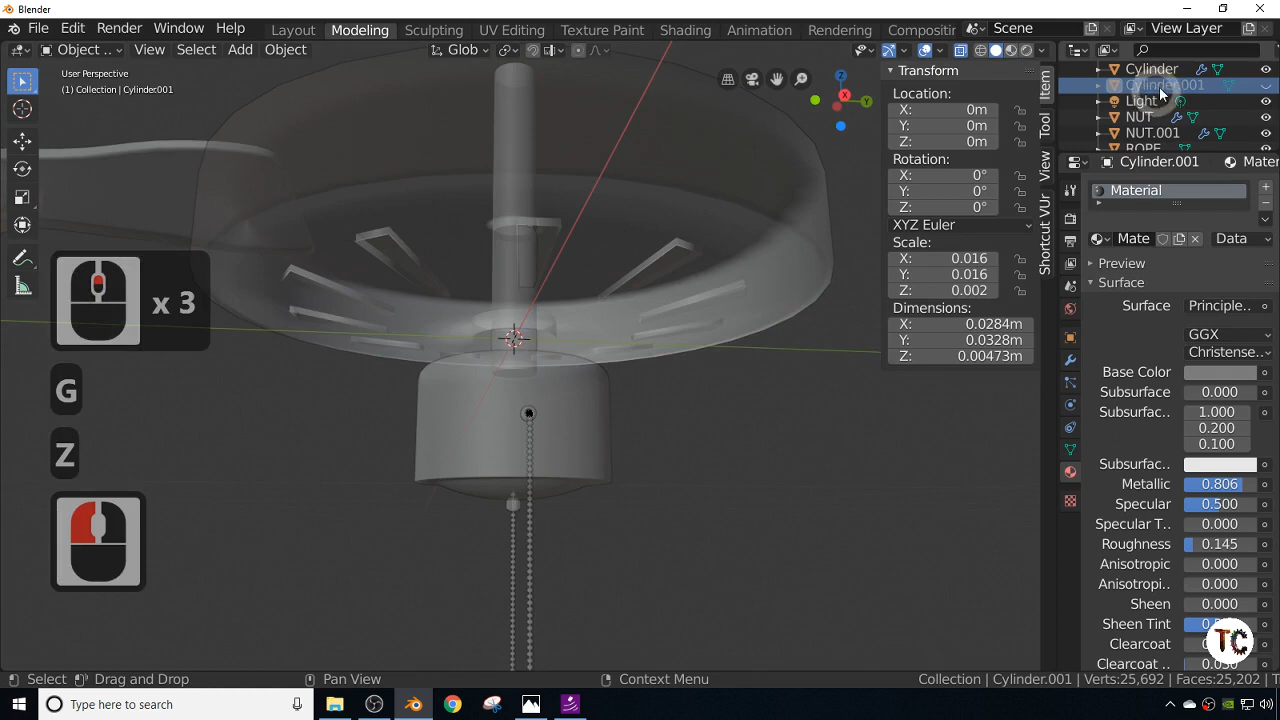 Blender
File Edit Render Window Help Layout Modeling Sculpting UV Editing Texture Paint Shading Animation Rendering Compositir Scene View Layer
Object .. View Select Add Object Glob
User Perspective
(1) Collection | Cylinder.001
Transform
Location:
X: 0m
Y: 0m
Z: 0m
Rotation:
X: 0°
Y: 0°
Z: 0°
XYZ Euler
Scale:
X: 0.016
Y: 0.016
Z: 0.002
Dimensions:
X: 0.0284m
Y: 0.0328m
Z: 0.00473m
Item
Tool
View
Shortcut VUr
X
Y
Z
x 3
G
Z
Cylinder
Cylinder.001
Light
NUT
NUT.001
ROPE
Cylinder.001 Mater
Material
Mate Data
Preview
Surface
Surface Principle..
GGX
Christense..
Base Color
Subsurface 0.000
Subsurfac.. 1.000
0.200
0.100
Subsurfac..
Metallic 0.806
Specular 0.500
Specular T.. 0.000
Roughness 0.145
Anisotropic 0.000
Anisotropi.. 0.000
Sheen 0.000
Sheen Tint
Clearcoat
Clearcoat ..
TC
Select Drag and Drop Pan View Context Menu Collection | Cylinder.001 | Verts:25,692 | Faces:25,202
Type here to search